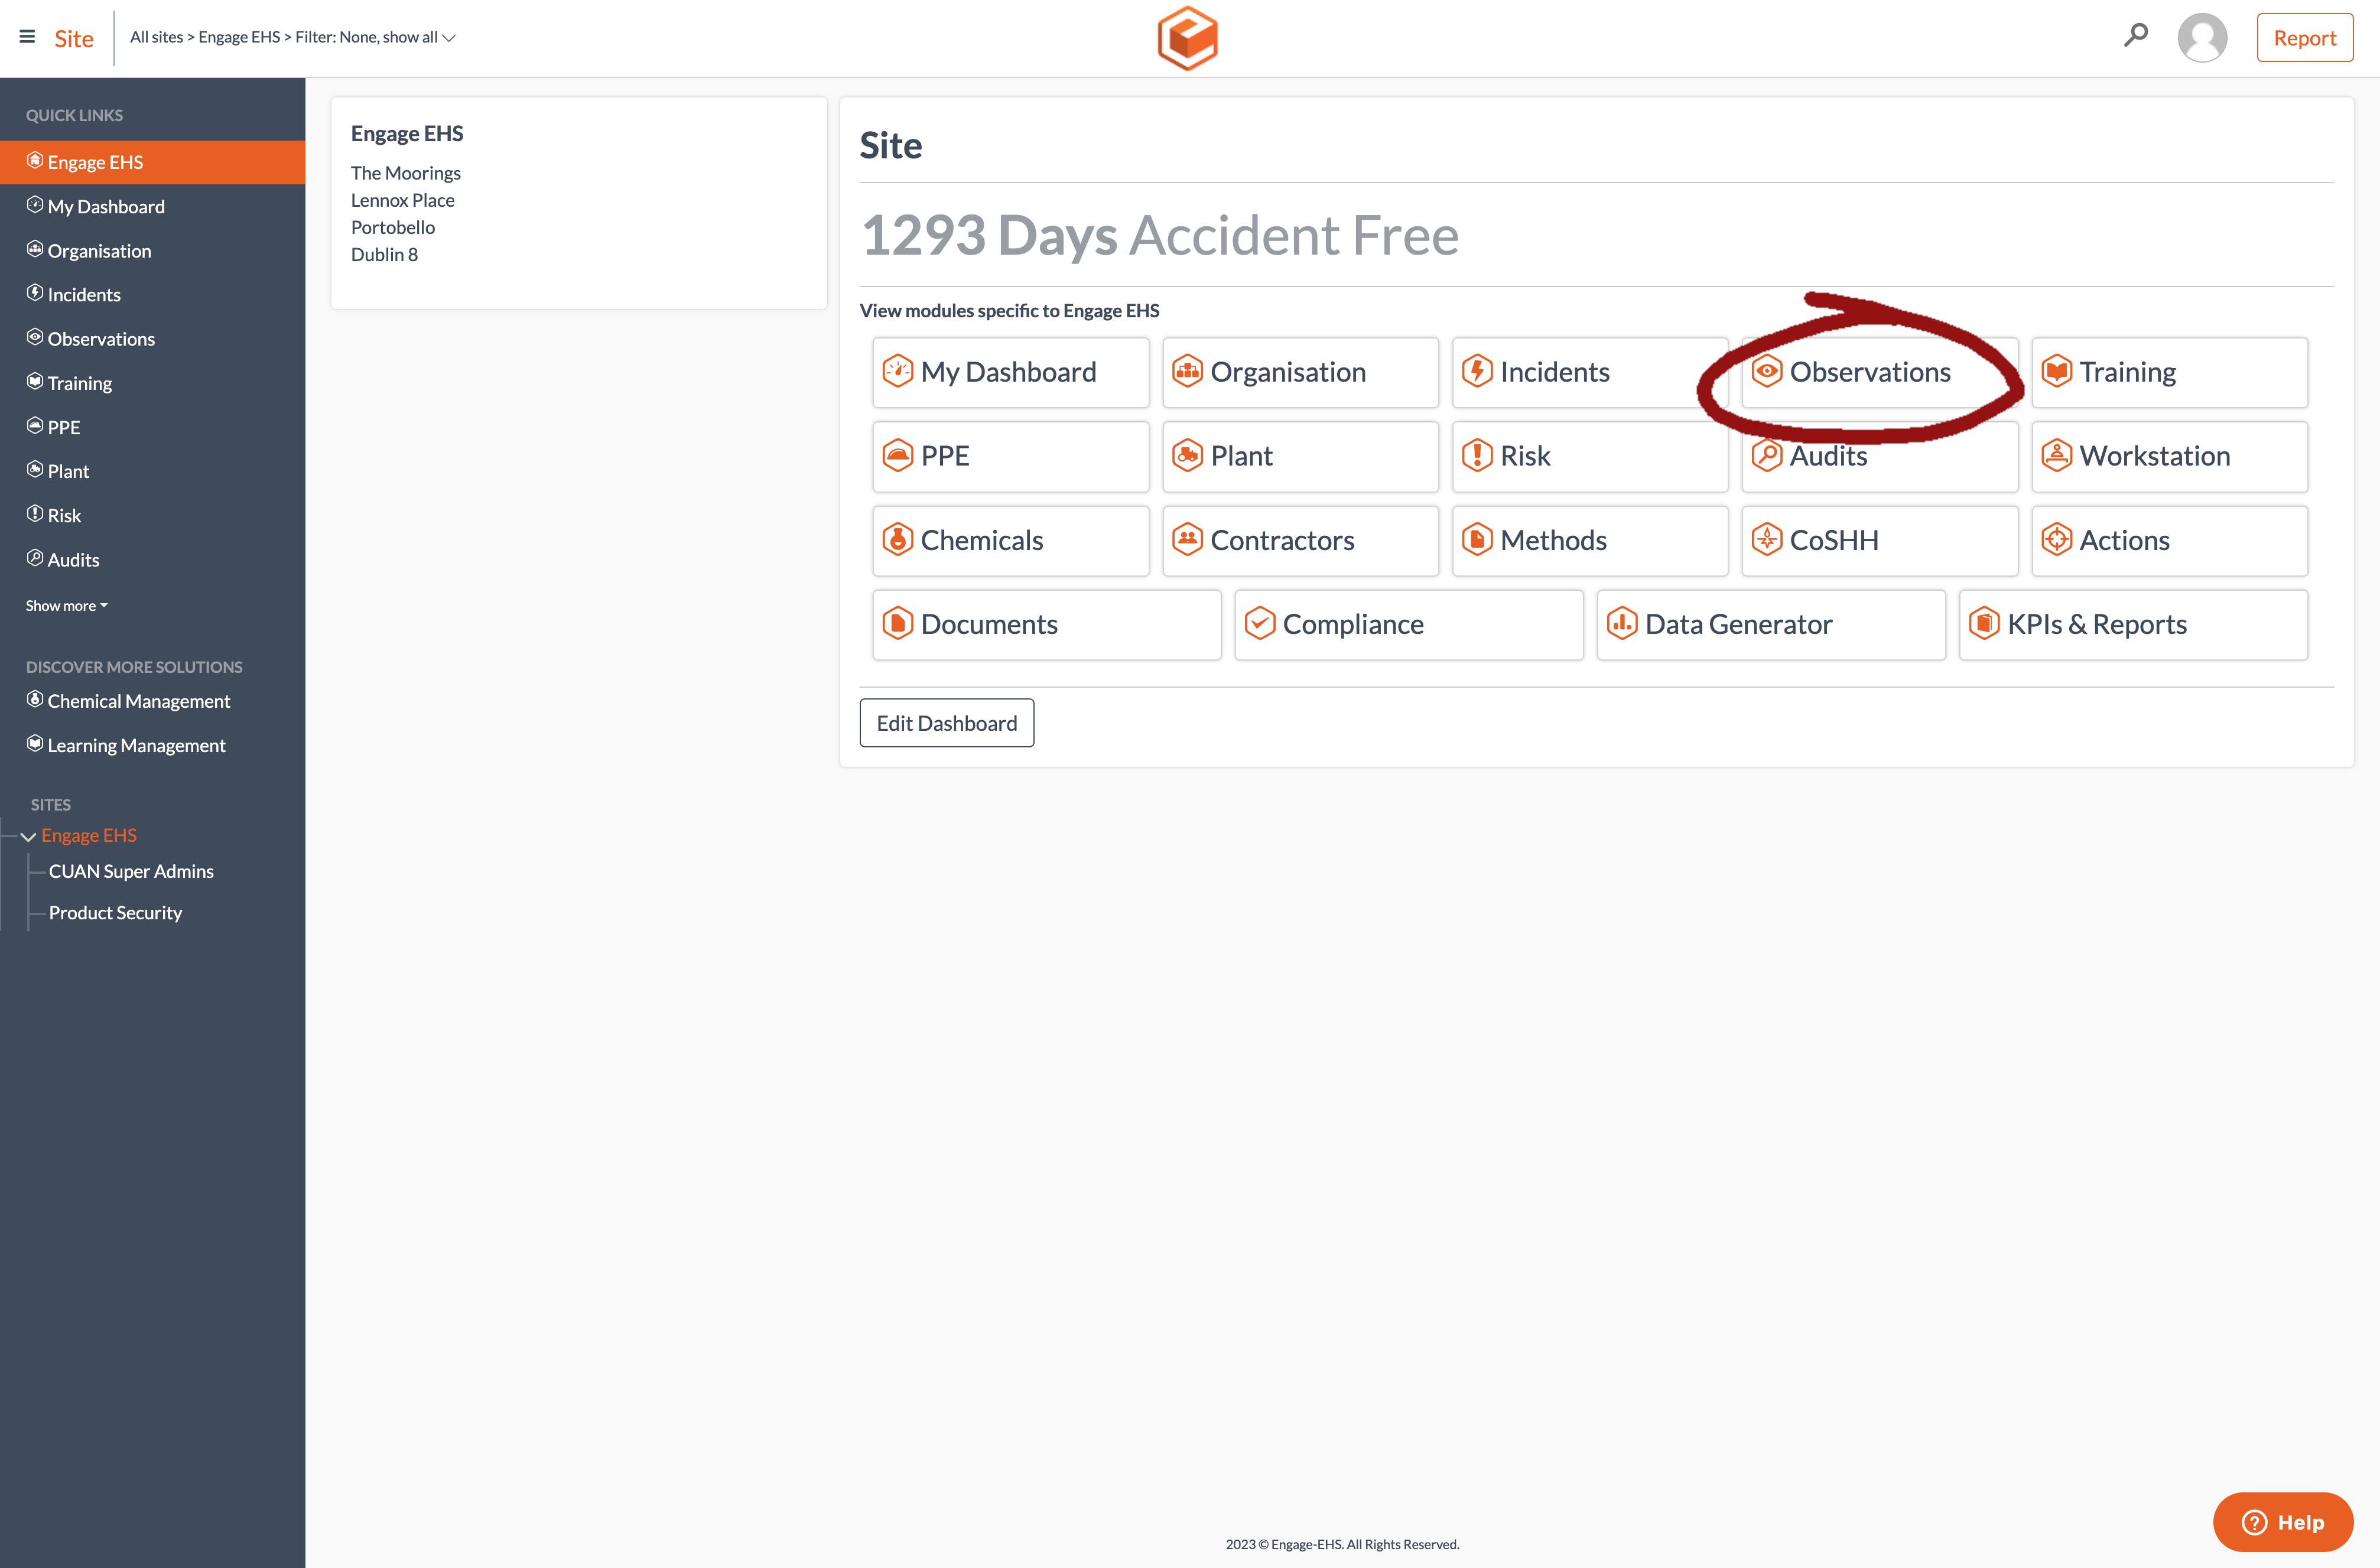 Site
All sites > Engage EHS > Filter: None, show all
Report
QUICK LINKS
Engage EHS
My Dashboard
Organisation
Incidents
Observations
Training
PPE
Plant
Risk
Audits
Show more
DISCOVER MORE SOLUTIONS
Chemical Management
Learning Management
SITES
Engage EHS
CUAN Super Admins
Product Security
Engage EHS
The Moorings
Lennox Place
Portobello
Dublin 8
Site
1293 Days Accident Free
View modules specific to Engage EHS
My Dashboard Organisation Incidents Observations Training
PPE Plant Risk Audits Workstation
Chemicals Contractors Methods CoSHH Actions
Documents Compliance Data Generator KPIs & Reports
Edit Dashboard
Help
2023 © Engage-EHS. All Rights Reserved.